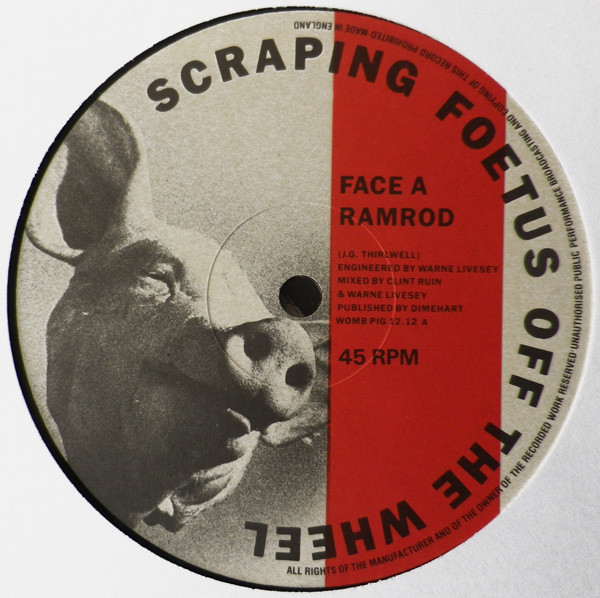 SCRAPING FOETUS OFF THE WHEEL
FACE A
RAMROD
(J.G. THIRLWELL)
ENGINEERED BY WARNE LIVESEY
MIXED BY CLINT RUIN
& WARNE LIVESEY
PUBLISHED BY DIMEHART
WOMB PIG 12.12 A
45 RPM
ALL RIGHTS OF THE MANUFACTURER AND OF THE OWNER OF THE RECORDED WORK RESERVED UNAUTHORISED PUBLIC PERFORMANCE BROADCASTING AND COPYING OF THIS RECORD PROHIBITED MADE IN ENGLAND